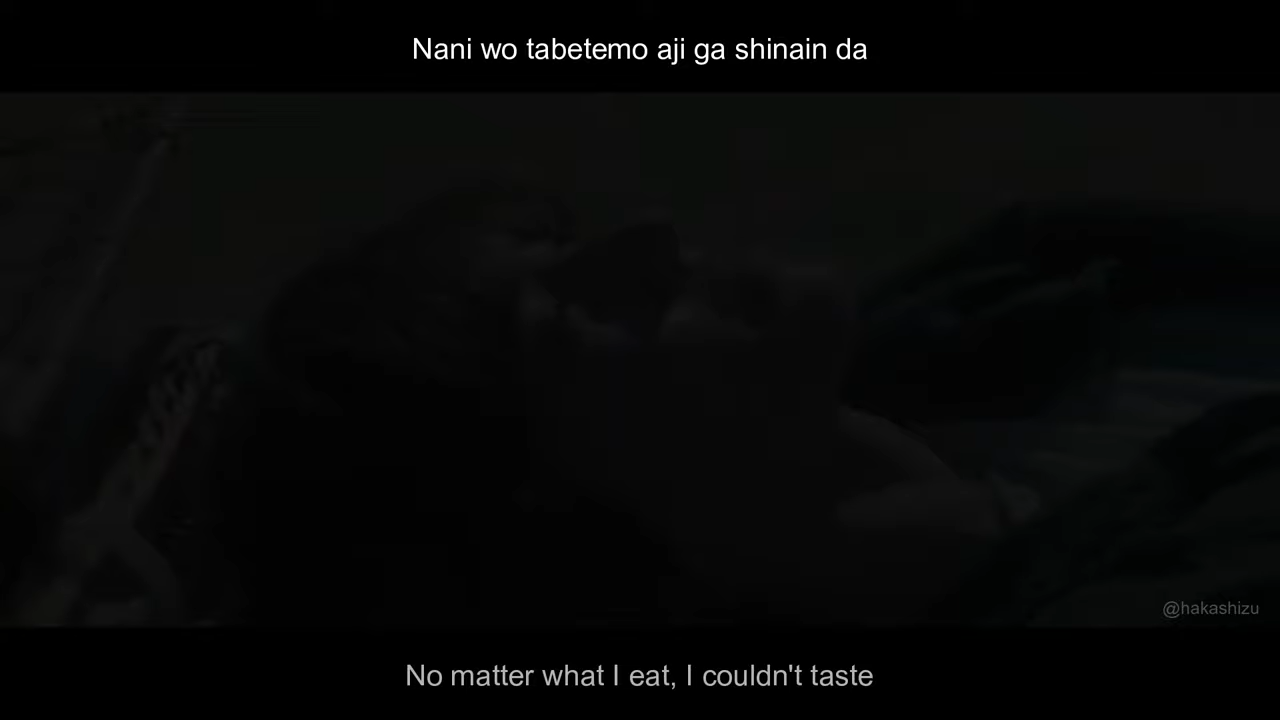 Nani wo tabetemo aji ga shinain da
@hakashizu
No matter what I eat, I couldn't taste